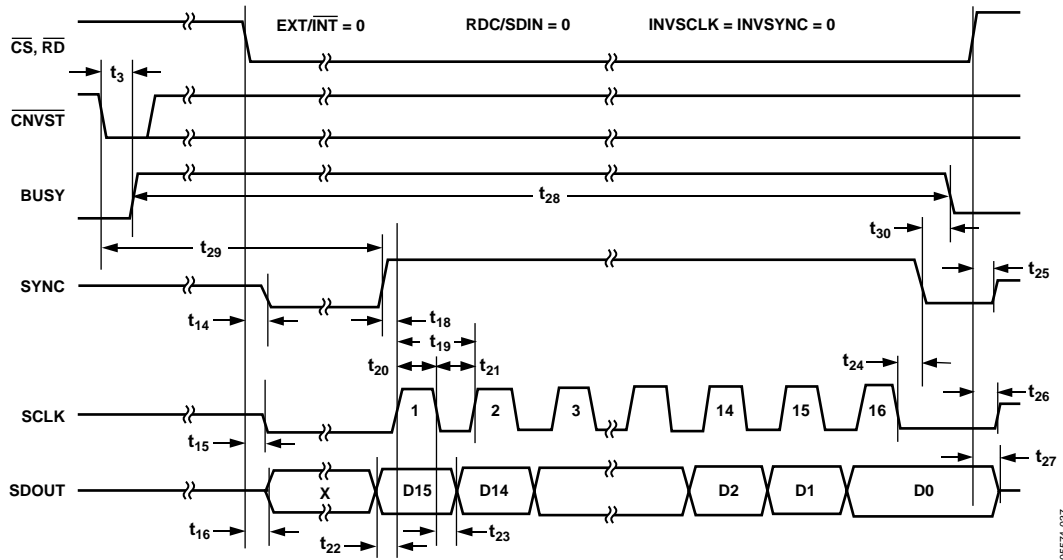 EXT/INT = 0 RDC/SDIN = 0 INVSCLK = INVSYNC = 0
CS, RD
t3
CNVST
BUSY
t28
t29
t30
t25
SYNC
t14
t18
t19
t20
t21
t24
t26
SCLK
1 2 3 14 15 16
t15
t27
SDOUT
X D15 D14 D2 D1 D0
t16
t22
t23